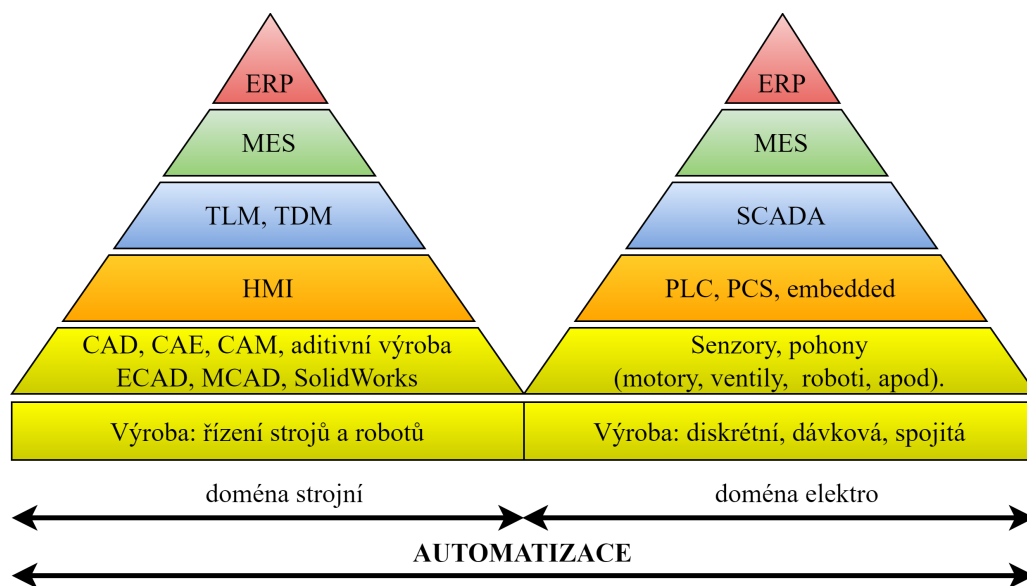 ERP
MES
TLM, TDM
HMI
CAD, CAE, CAM, aditivní výroba
ECAD, MCAD, SolidWorks
Výroba: řízení strojů a robotů
doména strojní
ERP
MES
SCADA
PLC, PCS, embedded
Senzory, pohony
(motory, ventily, roboti, apod).
Výroba: diskrétní, dávková, spojitá
doména elektro
AUTOMATIZACE